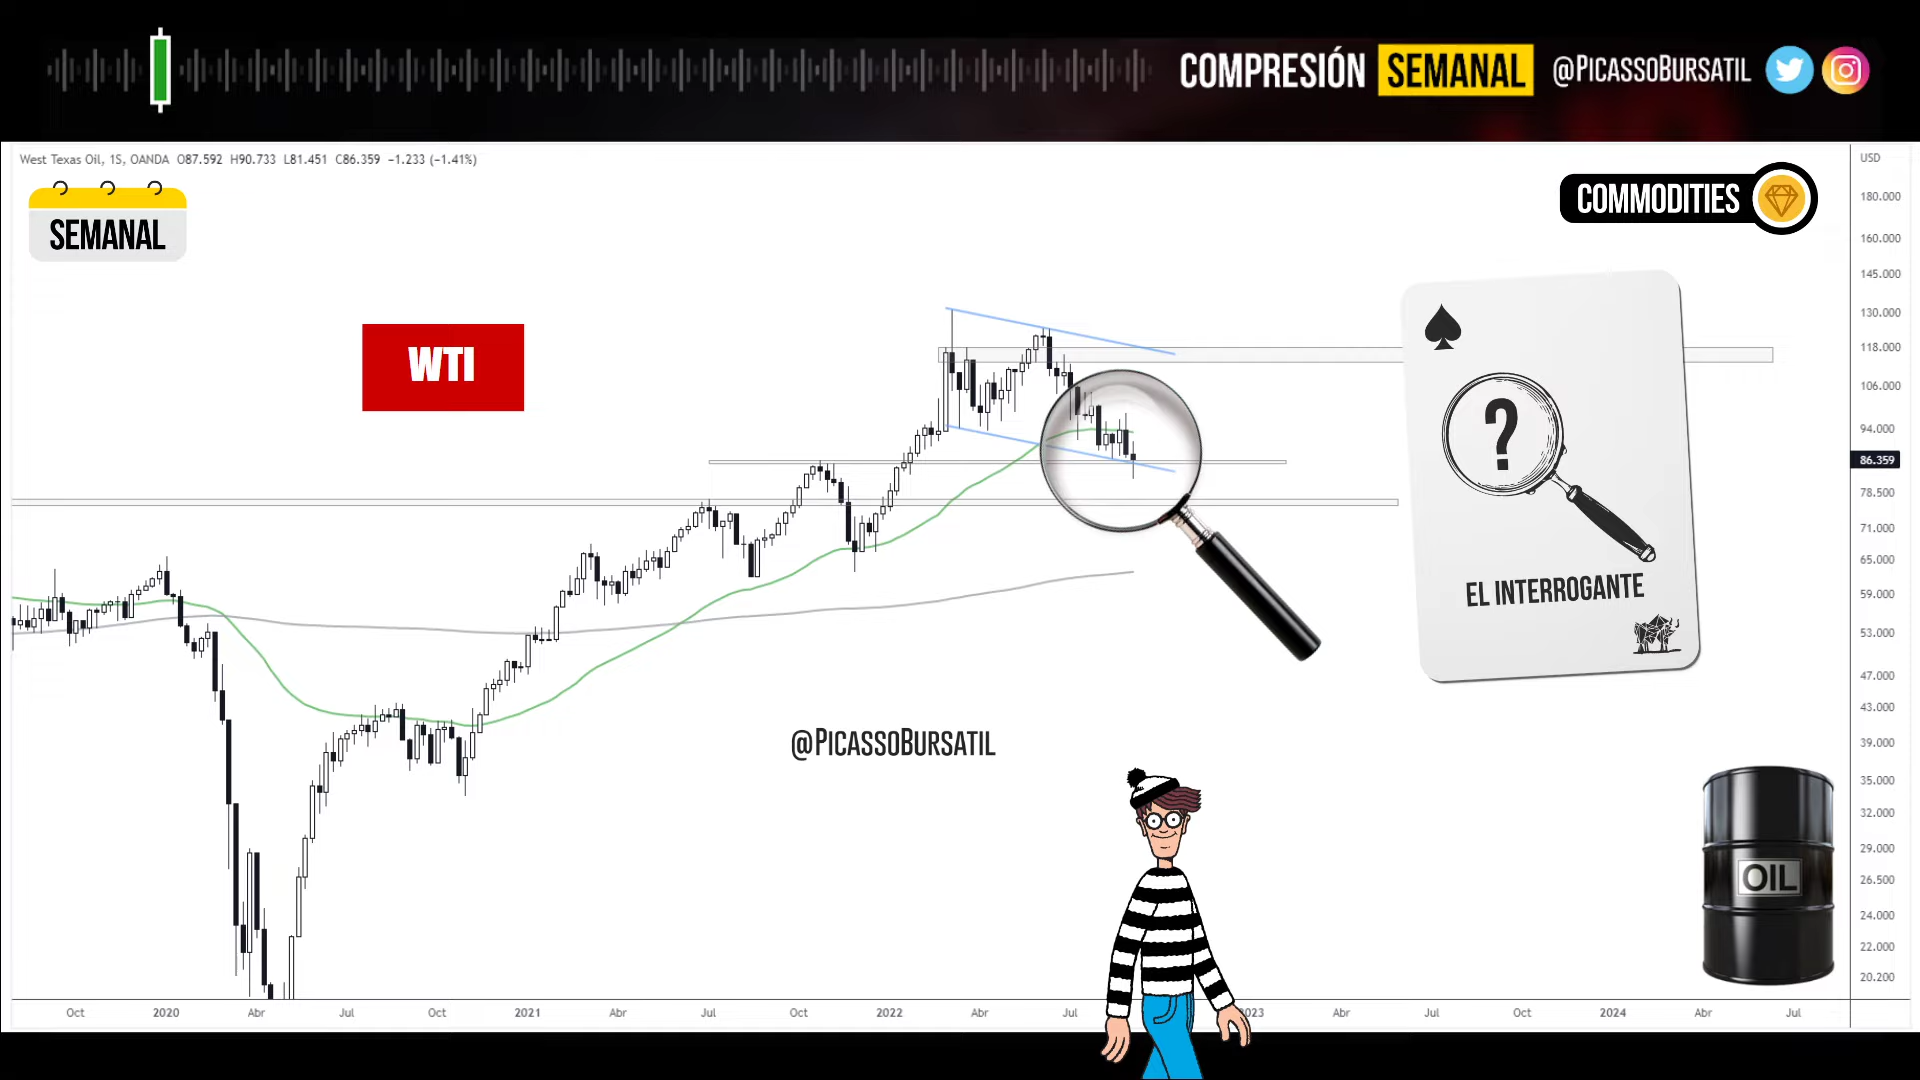 COMPRESIÓN SEMANAL @PICASSOBURSATIL
West Texas Oil, 1S, OANDA O87.592 H90.733 L81.451 C86.359 −1.233 (−1.41%)
USD
SEMANAL
COMMODITIES
180.000
160.000
145.000
130.000
118.000
106.000
94.000
86.359
78.500
71.000
65.000
59.000
53.000
47.000
43.000
39.000
35.000
32.000
29.000
26.500
24.000
22.000
20.200
WTI
?
EL INTERROGANTE
@PICASSOBURSATIL
OIL
Oct 2020 Abr Jul Oct 2021 Abr Jul Oct 2022 Abr Jul 2023 Abr Jul Oct 2024 Abr Jul